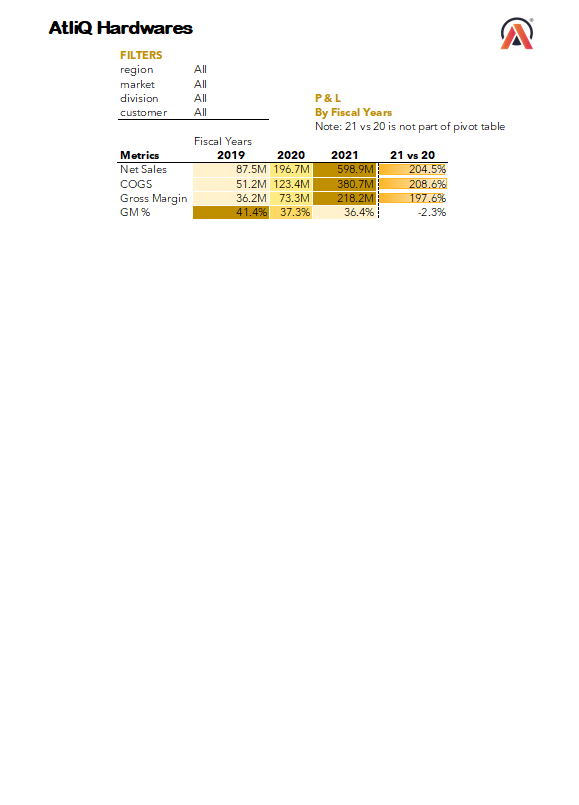 AtliQ Hardwares
FILTERS
region All
market All
division All
customer All
P & L
By Fiscal Years
Note: 21 vs 20 is not part of pivot table
Fiscal Years
Metrics 2019 2020 2021 21 vs 20
Net Sales 87.5M 196.7M 598.9M 204.5%
COGS 51.2M 123.4M 380.7M 208.6%
Gross Margin 36.2M 73.3M 218.2M 197.6%
GM % 41.4% 37.3% 36.4% -2.3%